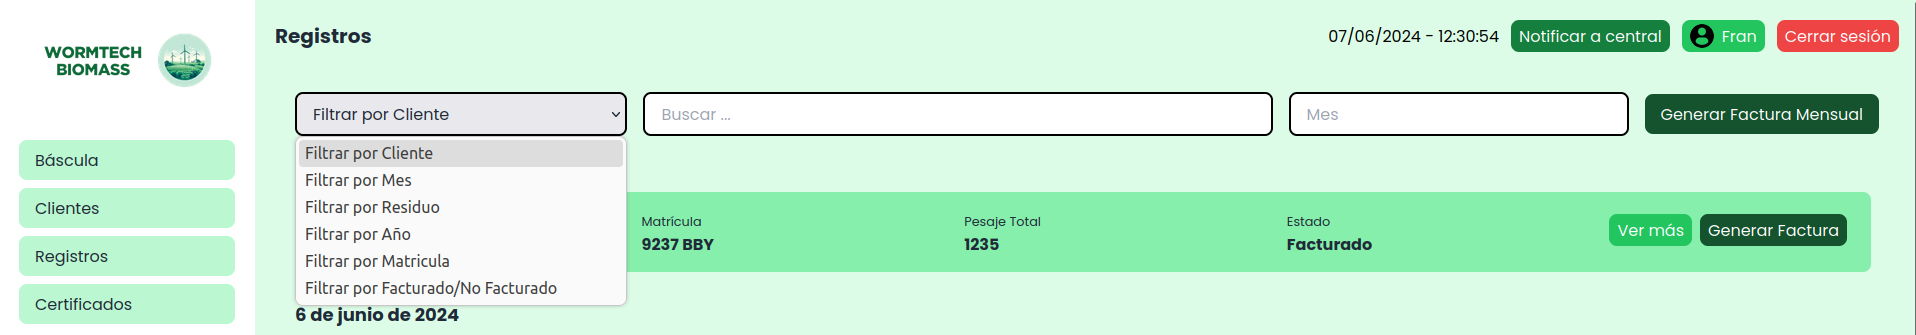 WORMTECH
BIOMASS
Báscula
Clientes
Registros
Certificados
Registros
07/06/2024 - 12:30:54
Notificar a central
Fran
Cerrar sesión
Filtrar por Cliente
Buscar ...
Mes
Generar Factura Mensual
Filtrar por Cliente
Filtrar por Mes
Filtrar por Residuo
Filtrar por Año
Filtrar por Matricula
Filtrar por Facturado/No Facturado
Matrícula
9237 BBY
Pesaje Total
1235
Estado
Facturado
Ver más
Generar Factura
6 de junio de 2024